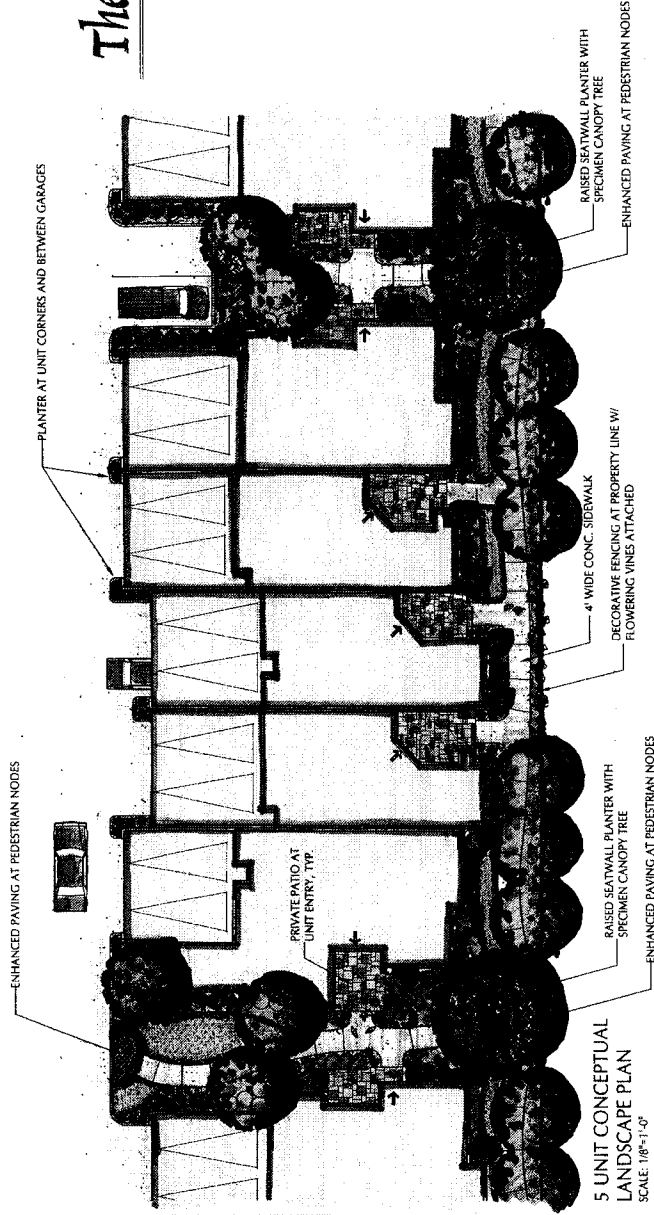 The
PLANTER AT UNIT CORNERS AND BETWEEN GARAGES
ENHANCED PAVING AT PEDESTRIAN NODES
PRIVATE PATIO AT
UNIT ENTRY, TYP.
RAISED SEATWALL PLANTER WITH
SPECIMEN CANOPY TREE
ENHANCED PAVING AT PEDESTRIAN NODES
4' WIDE CONC. SIDEWALK
DECORATIVE FENCING AT PROPERTY LINE W/
FLOWERING VINES ATTACHED
RAISED SEATWALL PLANTER WITH
SPECIMEN CANOPY TREE
ENHANCED PAVING AT PEDESTRIAN NODES
5 UNIT CONCEPTUAL
LANDSCAPE PLAN
SCALE: 1/8"=1'-0"